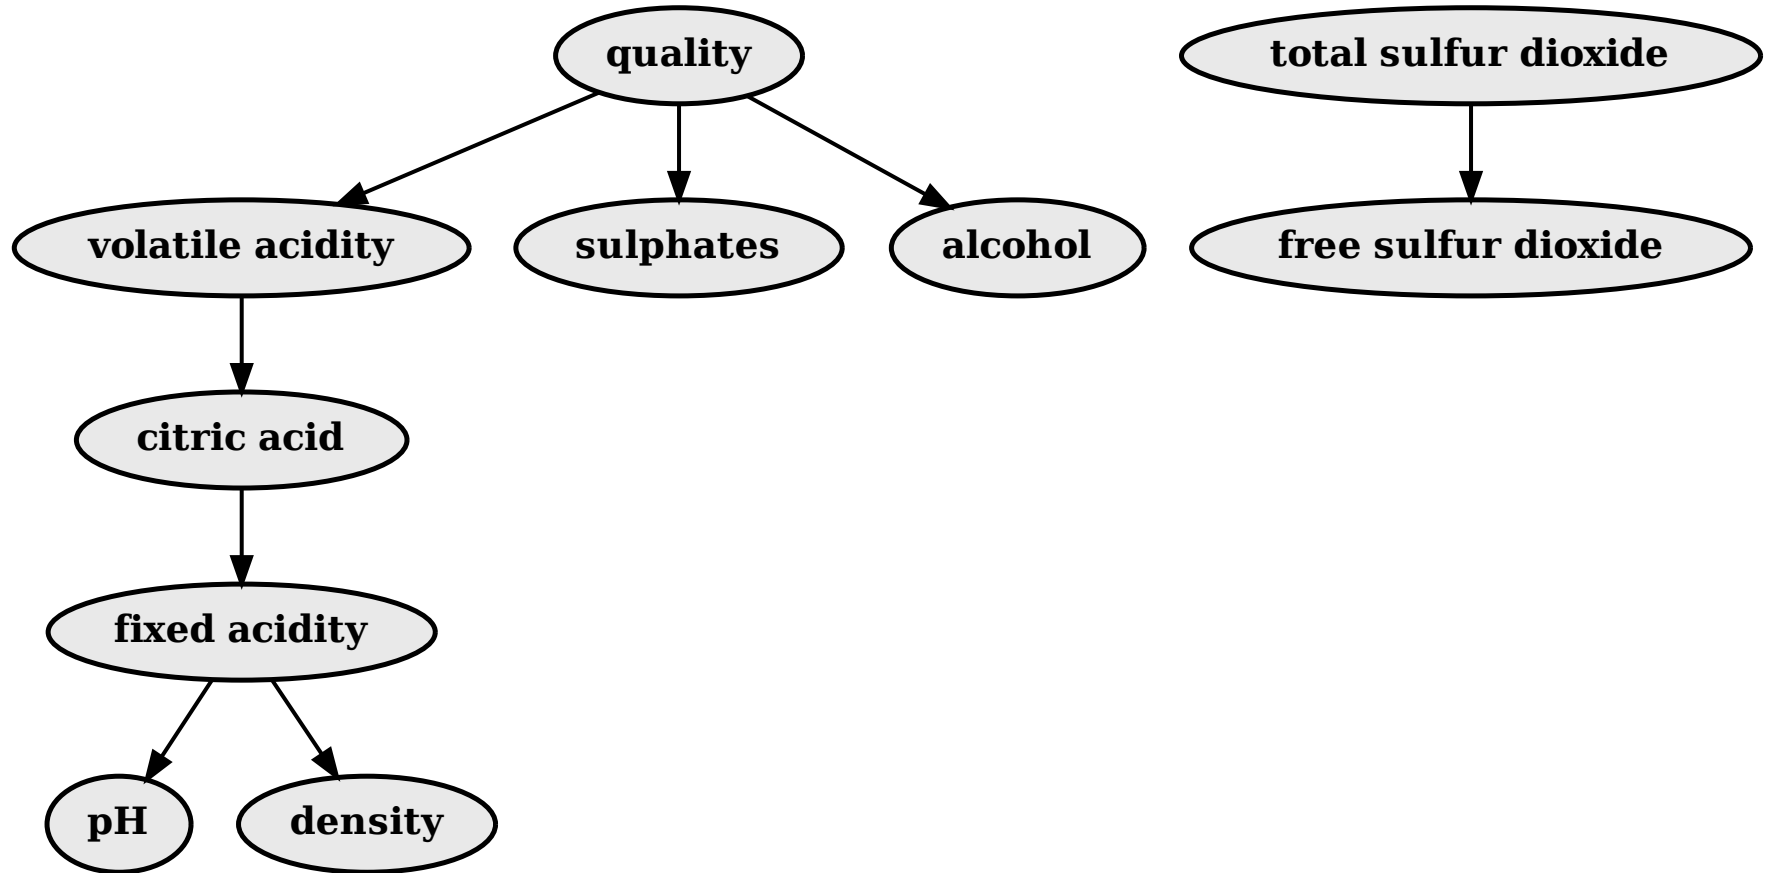 quality
total sulfur dioxide
volatile acidity
sulphates
alcohol
free sulfur dioxide
citric acid
fixed acidity
pH
density